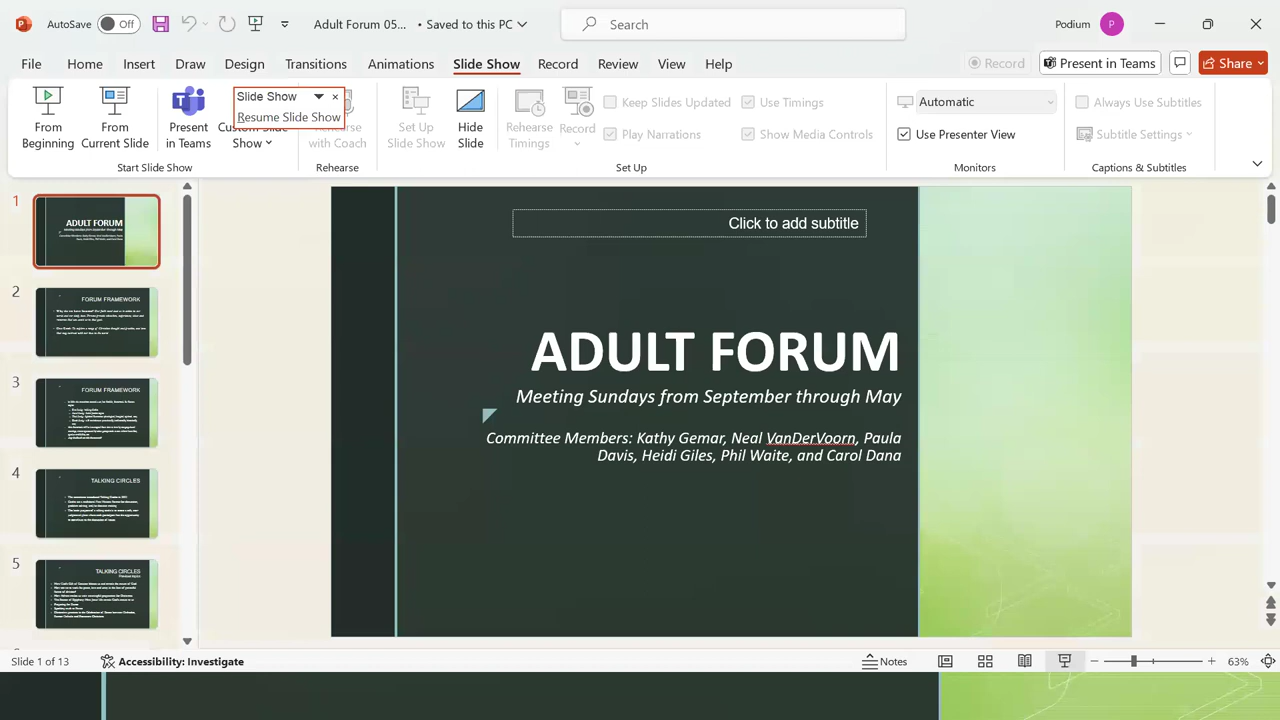 AutoSave Off
Adult Forum 05... • Saved to this PC
Search
Podium P
File Home Insert Draw Design Transitions Animations Slide Show Record Review View Help
Record Present in Teams Share
From Beginning
From Current Slide
Present in Teams
Custom Slide Show
Slide Show
Resume Slide Show
Rehearse with Coach
Set Up Slide Show
Hide Slide
Rehearse Timings
Record
Keep Slides Updated
Play Narrations
Use Timings
Show Media Controls
Automatic
Use Presenter View
Always Use Subtitles
Subtitle Settings
Start Slide Show Rehearse Set Up Monitors Captions & Subtitles
1
ADULT FORUM
2
FORUM FRAMEWORK
3
FORUM FRAMEWORK
4
TALKING CIRCLES
5
TALKING CIRCLES
Click to add subtitle
ADULT FORUM
Meeting Sundays from September through May
Committee Members: Kathy Gemar, Neal VanDerVoorn, Paula
Davis, Heidi Giles, Phil Waite, and Carol Dana
Slide 1 of 13 Accessibility: Investigate Notes 63%